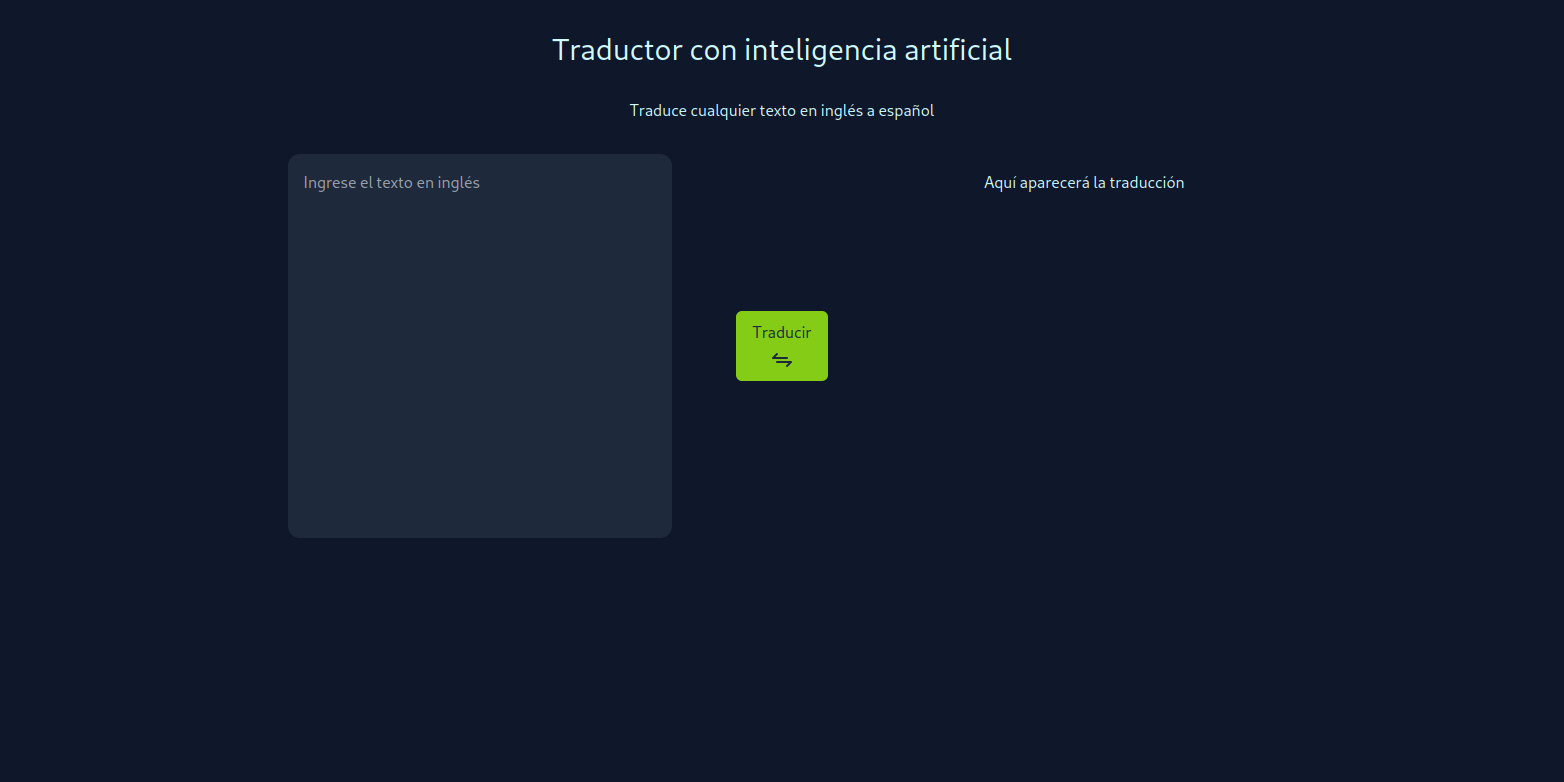 Traductor con inteligencia artificial
Traduce cualquier texto en inglés a español
Ingrese el texto en inglés
Traducir
Aquí aparecerá la traducción